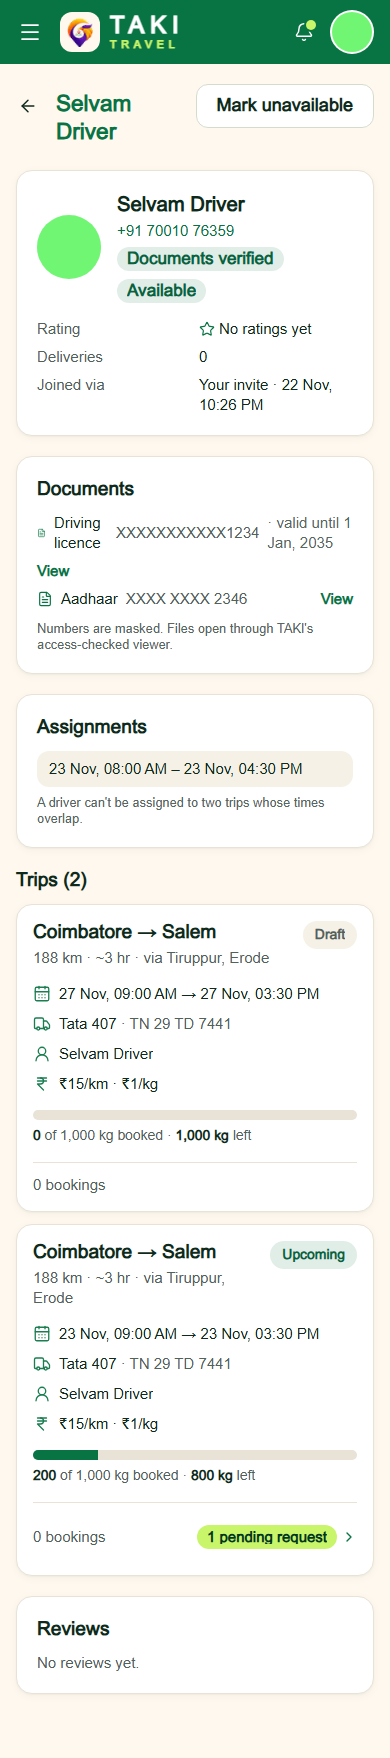 TAKI
TRAVEL
Selvam
Driver
Mark unavailable
Selvam Driver
+91 70010 76359
Documents verified
Available
Rating
No ratings yet
Deliveries
0
Joined via
Your invite · 22 Nov,
10:26 PM
Documents
Driving
licence
XXXXXXXXXXX1234
· valid until 1
Jan, 2035
View
Aadhaar XXXX XXXX 2346
View
Numbers are masked. Files open through TAKI's
access-checked viewer.
Assignments
23 Nov, 08:00 AM – 23 Nov, 04:30 PM
A driver can't be assigned to two trips whose times
overlap.
Trips (2)
Coimbatore → Salem
Draft
188 km · ~3 hr · via Tiruppur, Erode
27 Nov, 09:00 AM → 27 Nov, 03:30 PM
Tata 407 · TN 29 TD 7441
Selvam Driver
₹15/km · ₹1/kg
0 of 1,000 kg booked · 1,000 kg left
0 bookings
Coimbatore → Salem
Upcoming
188 km · ~3 hr · via Tiruppur,
Erode
23 Nov, 09:00 AM → 23 Nov, 03:30 PM
Tata 407 · TN 29 TD 7441
Selvam Driver
₹15/km · ₹1/kg
200 of 1,000 kg booked · 800 kg left
0 bookings
1 pending request
Reviews
No reviews yet.